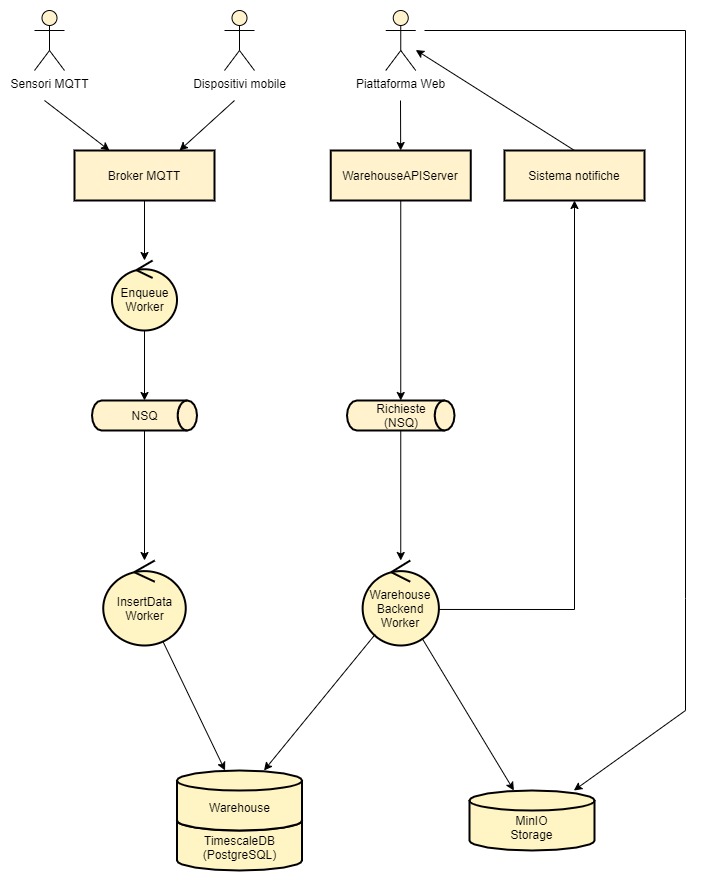 Sensori MQTT
Dispositivi mobile
Piattaforma Web
Broker MQTT
WarehouseAPIServer
Sistema notifiche
Enqueue
Worker
NSQ
Richieste
(NSQ)
InsertData
Worker
Warehouse
Backend
Worker
Warehouse
TimescaleDB
(PostgreSQL)
MinIO
Storage